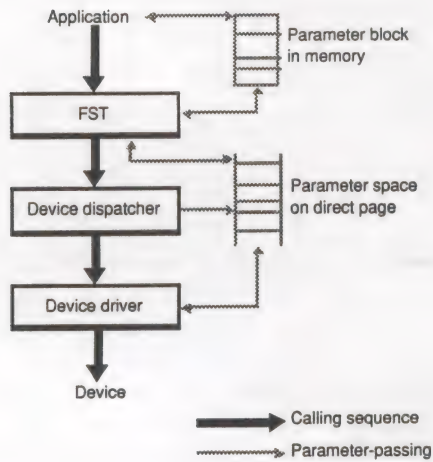 Application
Parameter block
in memory
FST
Device dispatcher
Parameter space
on direct page
Device driver
Device
Calling sequence
Parameter-passing